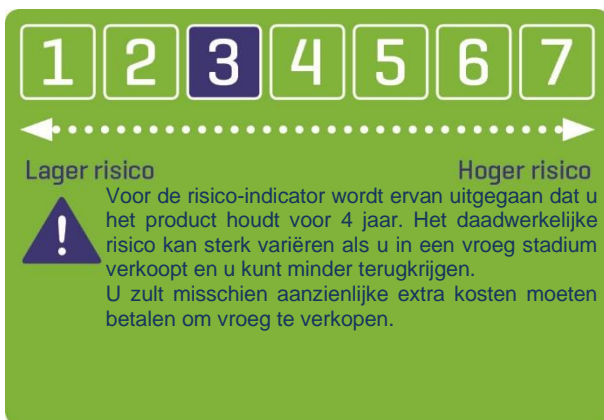 1 2 3 4 5 6 7
Lager risico Hoger risico
Voor de risico-indicator wordt ervan uitgegaan dat u
het product houdt voor 4 jaar. Het daadwerkelijke
risico kan sterk variëren als u in een vroeg stadium
verkoopt en u kunt minder terugkrijgen.
U zult misschien aanzienlijke extra kosten moeten
betalen om vroeg te verkopen.